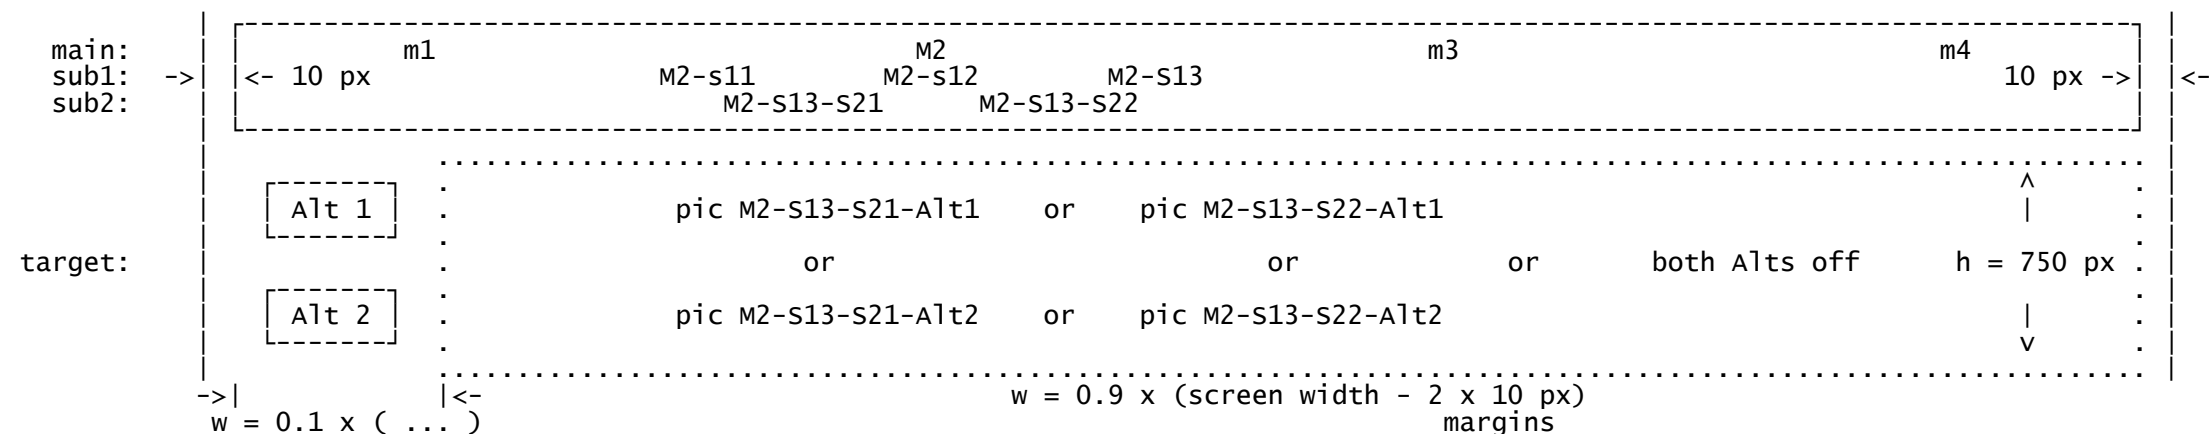 main: m1 M2 m3 m4
sub1: ->| |<- 10 px M2-s11 M2-s12 M2-S13 10 px ->| |<-
sub2: M2-S13-S21 M2-S13-S22
Alt 1 pic M2-S13-S21-Alt1 or pic M2-S13-S22-Alt1
target: or or or both Alts off h = 750 px
Alt 2 pic M2-S13-S21-Alt2 or pic M2-S13-S22-Alt2
->| |<- w = 0.9 x (screen width - 2 x 10 px)
w = 0.1 x ( ... ) margins